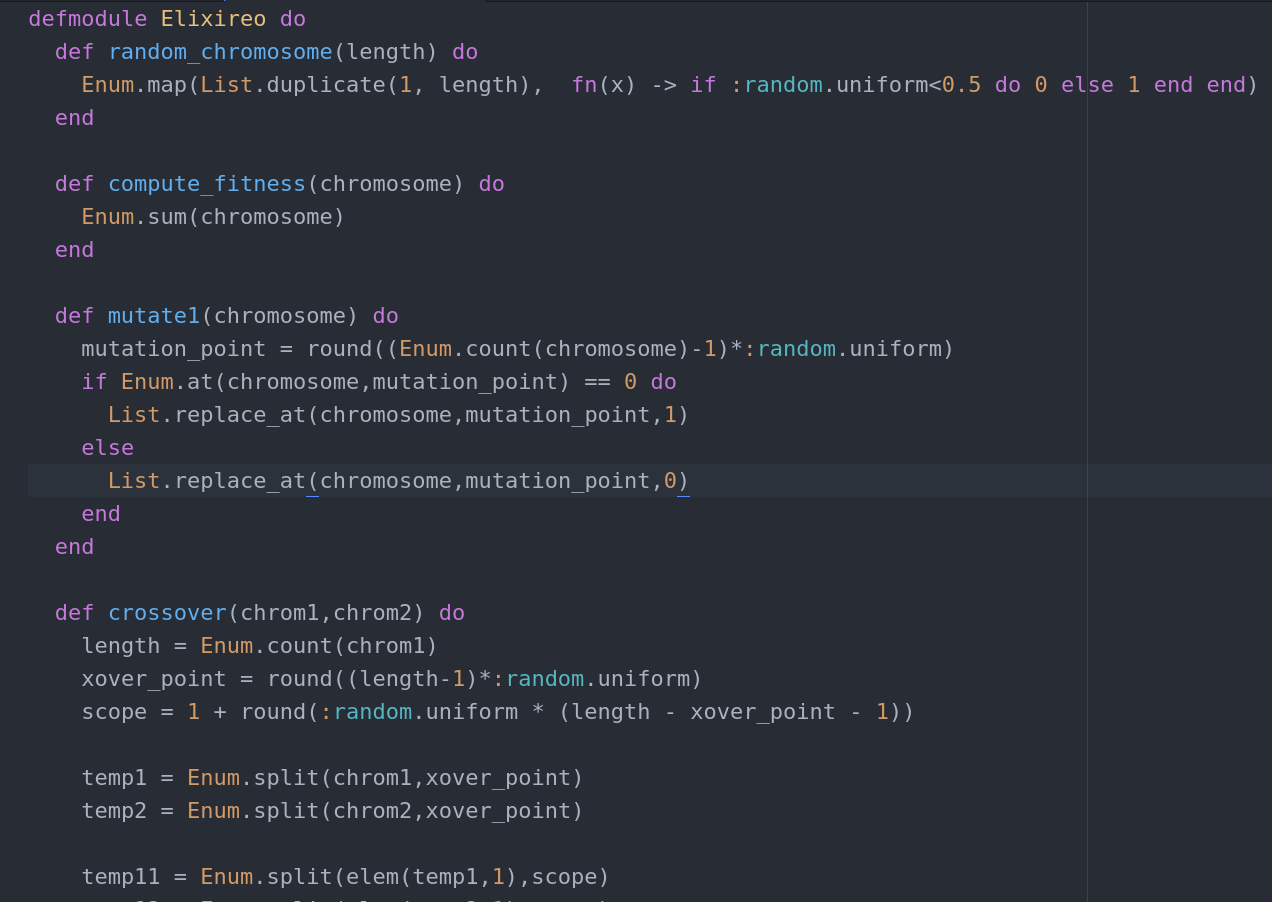 defmodule Elixireo do
  def random_chromosome(length) do
    Enum.map(List.duplicate(1, length),  fn(x) -> if :random.uniform<0.5 do 0 else 1 end end)
  end

  def compute_fitness(chromosome) do
    Enum.sum(chromosome)
  end

  def mutate1(chromosome) do
    mutation_point = round((Enum.count(chromosome)-1)*:random.uniform)
    if Enum.at(chromosome,mutation_point) == 0 do
      List.replace_at(chromosome,mutation_point,1)
    else
      List.replace_at(chromosome,mutation_point,0)
    end
  end

  def crossover(chrom1,chrom2) do
    length = Enum.count(chrom1)
    xover_point = round((length-1)*:random.uniform)
    scope = 1 + round(:random.uniform * (length - xover_point - 1))

    temp1 = Enum.split(chrom1,xover_point)
    temp2 = Enum.split(chrom2,xover_point)

    temp11 = Enum.split(elem(temp1,1),scope)